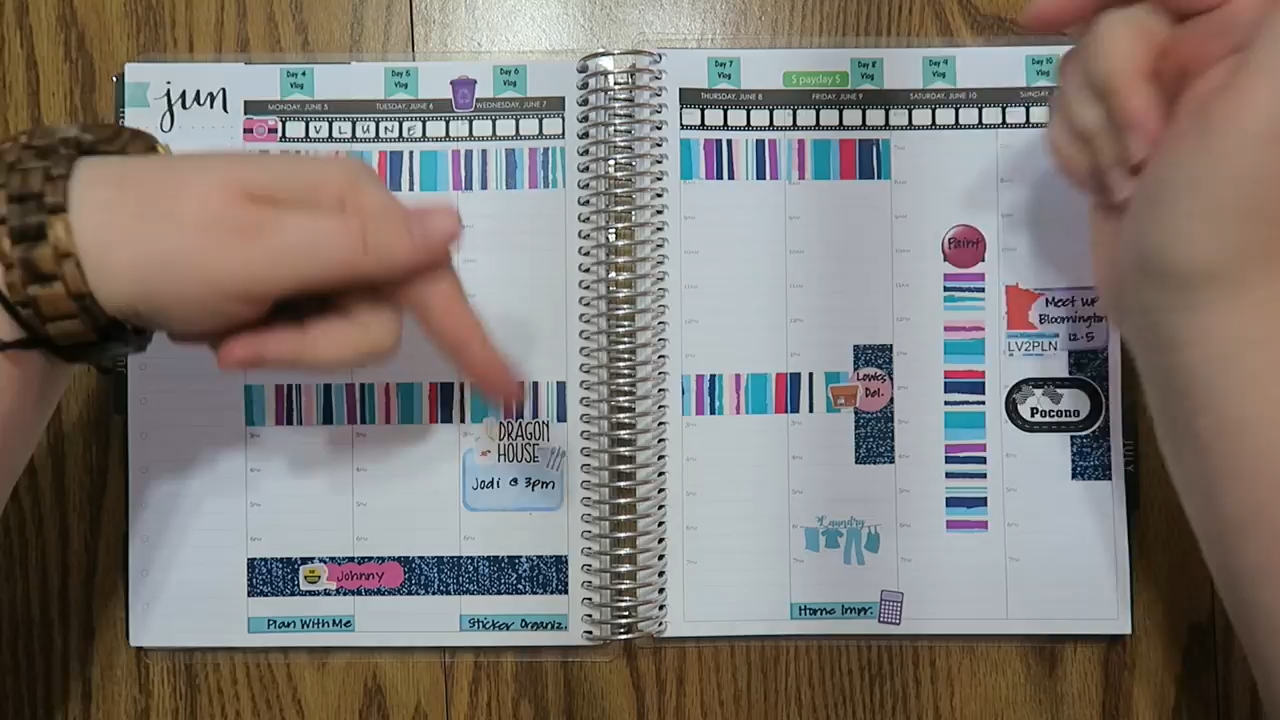 jun
Day 4
Vlog
Day 5
Vlog
Day 6
Vlog
MONDAY, JUNE 5
TUESDAY, JUNE 6
WEDNESDAY, JUNE 7
VLUNE
DRAGON
HOUSE
Jodi @ 3pm
Johnny
Plan With Me
Sticker Organiz.
Day 7
Vlog
$ payday $
Day 8
Vlog
Day 9
Vlog
Day 10
Vlog
THURSDAY, JUNE 8
FRIDAY, JUNE 9
SATURDAY, JUNE 10
SUNDAY,
Paint
Meet up
Bloomington
12-5
LV2PLN
Lowes
Del.
Pocono
Laundry
Home Impr.
JULY